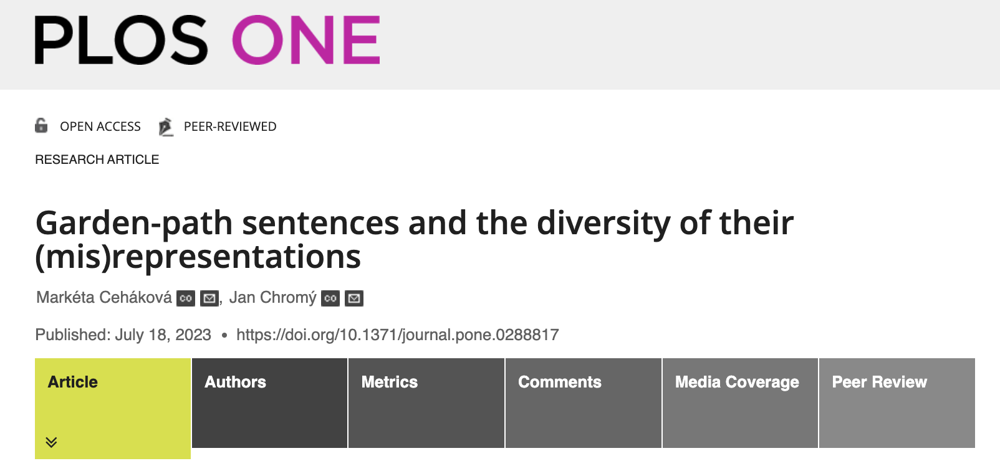 PLOS ONE
OPEN ACCESS PEER-REVIEWED
RESEARCH ARTICLE
Garden-path sentences and the diversity of their
(mis)representations
Markéta Ceháková co, Jan Chromý co
Published: July 18, 2023 • https://doi.org/10.1371/journal.pone.0288817
Article Authors Metrics Comments Media Coverage Peer Review